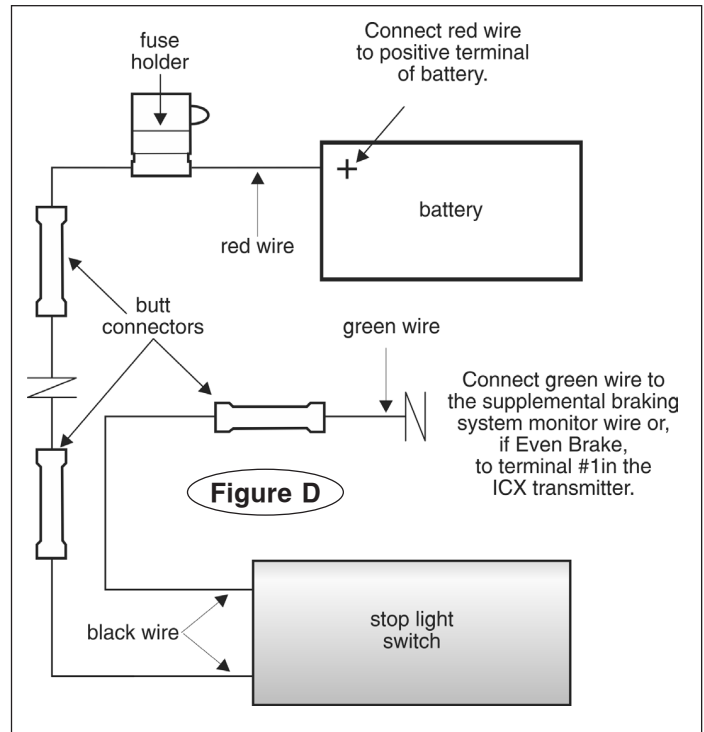 fuse
holder
Connect red wire
to positive terminal
of battery.
+
battery
red wire
butt
connectors
green wire
Connect green wire to
the supplemental braking
system monitor wire or,
if Even Brake,
to terminal #1in the
ICX transmitter.
Figure D
stop light
switch
black wire